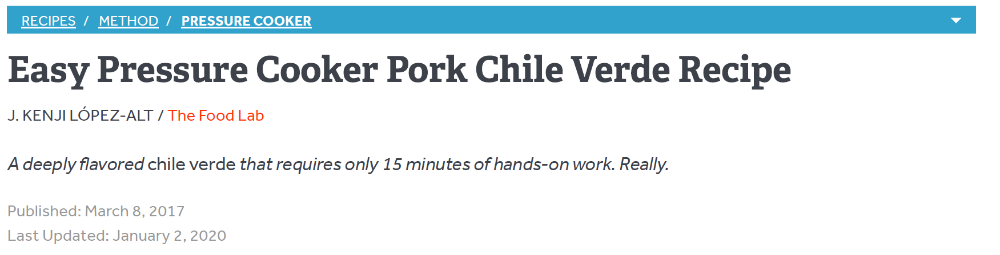 RECIPES / METHOD / PRESSURE COOKER
Easy Pressure Cooker Pork Chile Verde Recipe
J. KENJI LÓPEZ-ALT / The Food Lab
A deeply flavored chile verde that requires only 15 minutes of hands-on work. Really.
Published: March 8, 2017
Last Updated: January 2, 2020